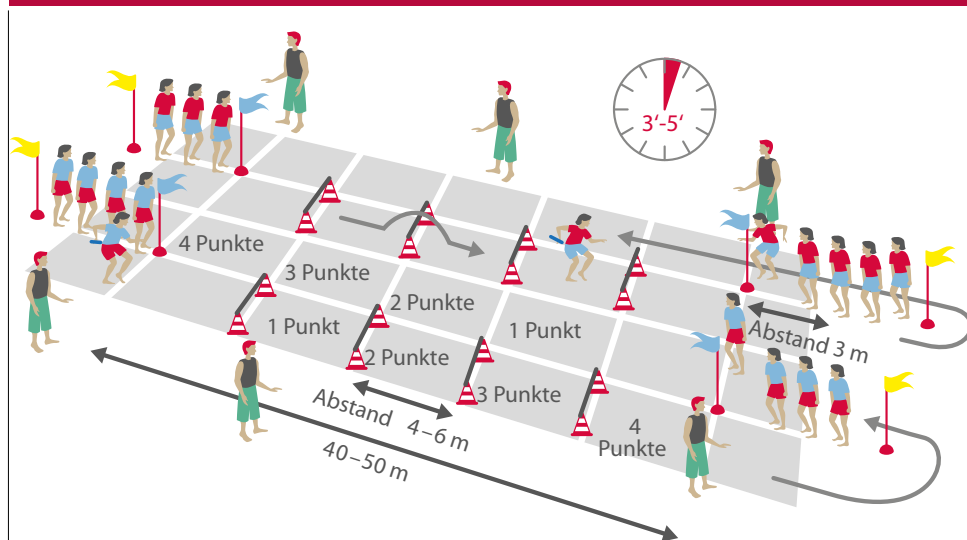 3‘-5‘
4 Punkte
3 Punkte
2 Punkte
1 Punkt
1 Punkt
2 Punkte
3 Punkte
4
Punkte
Abstand 3 m
Abstand 4–6 m
40–50 m